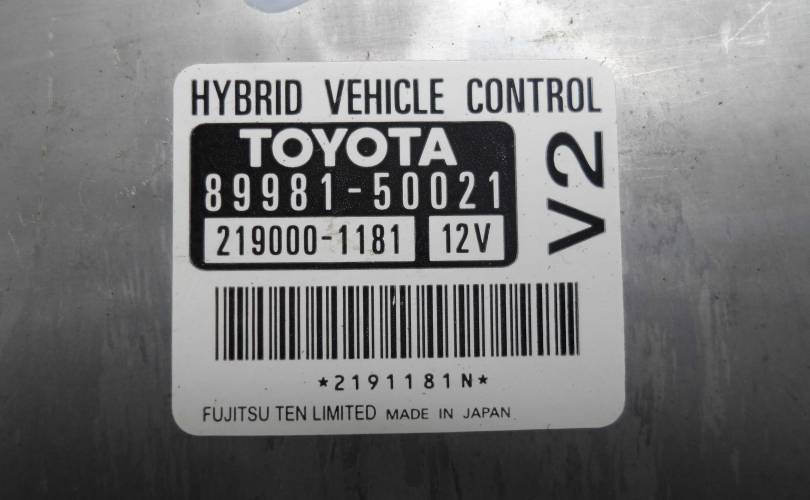 HYBRID VEHICLE CONTROL
TOYOTA
89981-50021
219000-1181 12V
V2
*2191181N*
FUJITSU TEN LIMITED MADE IN JAPAN